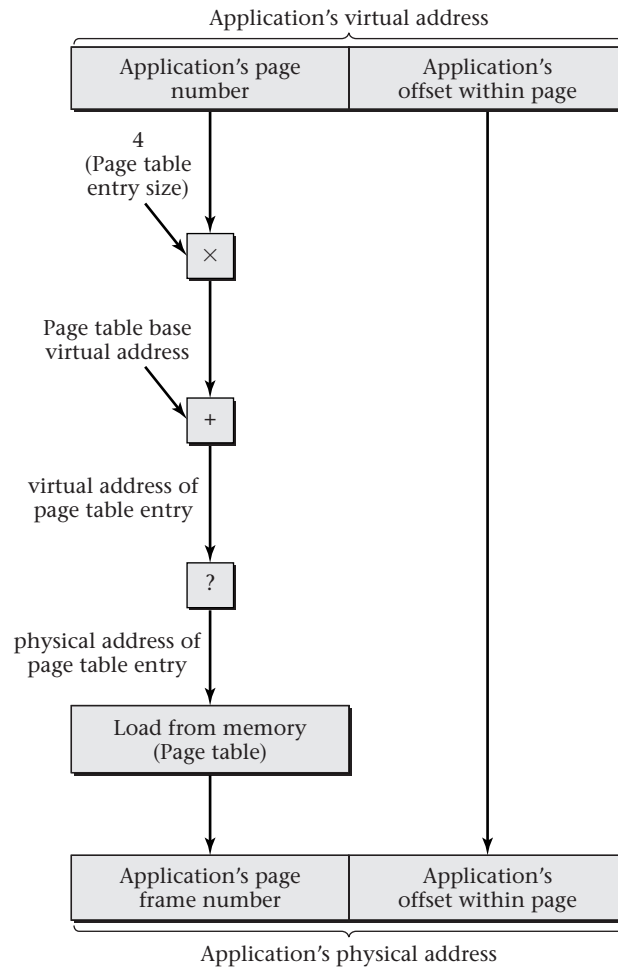 Application's virtual address
Application's page
number
Application's
offset within page
4
(Page table
entry size)
×
Page table base
virtual address
+
virtual address of
page table entry
?
physical address of
page table entry
Load from memory
(Page table)
Application's page
frame number
Application's
offset within page
Application's physical address